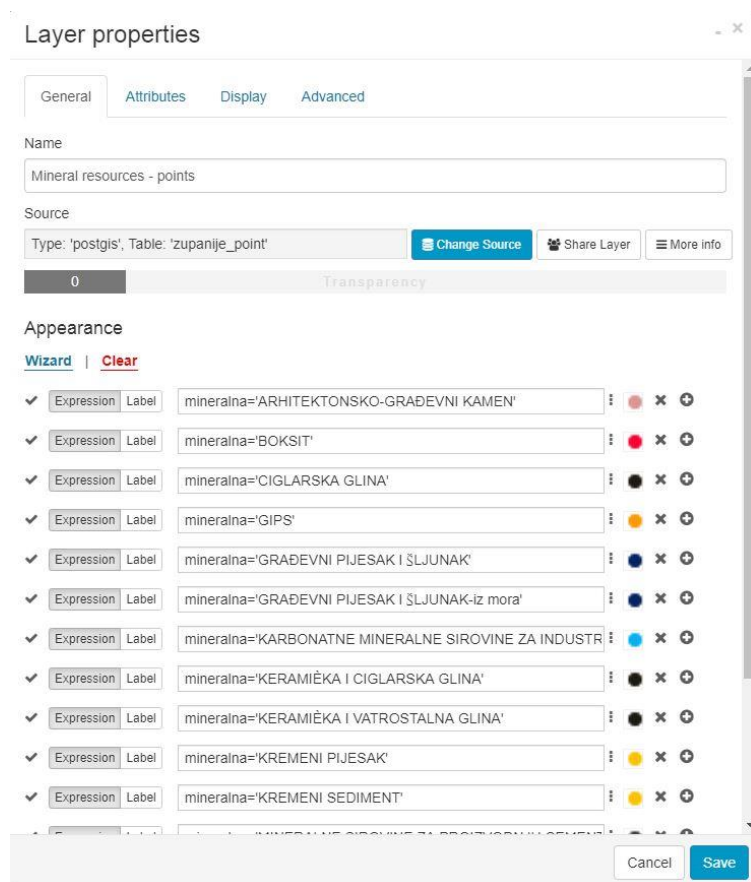 Layer properties
General Attributes Display Advanced
Name
Mineral resources - points
Source
Type: 'postgis', Table: 'zupanije_point' Change Source Share Layer More info
0 Transparency
Appearance
Wizard | Clear
Expression Label mineralna='ARHITEKTONSKO-GRAĐEVNI KAMEN'
Expression Label mineralna='BOKSIT'
Expression Label mineralna='CIGLARSKA GLINA'
Expression Label mineralna='GIPS'
Expression Label mineralna='GRAĐEVNI PIJESAK I ŠLJUNAK'
Expression Label mineralna='GRAĐEVNI PIJESAK I ŠLJUNAK-iz mora'
Expression Label mineralna='KARBONATNE MINERALNE SIROVINE ZA INDUSTR
Expression Label mineralna='KERAMIÈKA I CIGLARSKA GLINA'
Expression Label mineralna='KERAMIÈKA I VATROSTALNA GLINA'
Expression Label mineralna='KREMENI PIJESAK'
Expression Label mineralna='KREMENI SEDIMENT'
Cancel Save